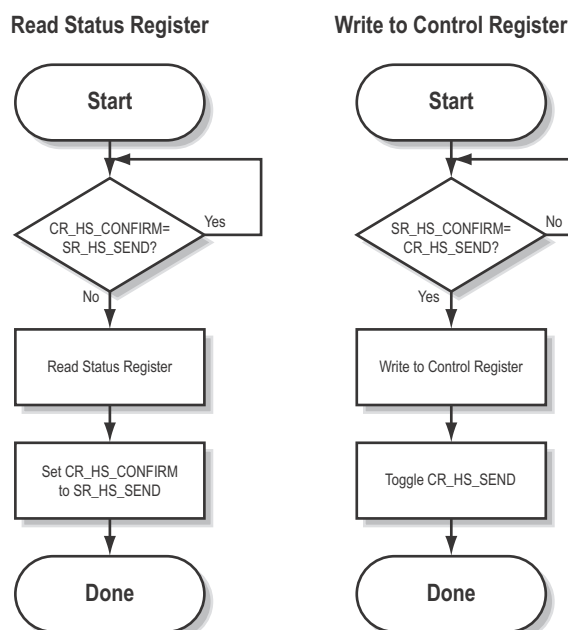 Read Status Register
Start
CR_HS_CONFIRM=
SR_HS_SEND?
Yes
No
Read Status Register
Set CR_HS_CONFIRM
to SR_HS_SEND
Done
Write to Control Register
Start
SR_HS_CONFIRM=
CR_HS_SEND?
No
Yes
Write to Control Register
Toggle CR_HS_SEND
Done